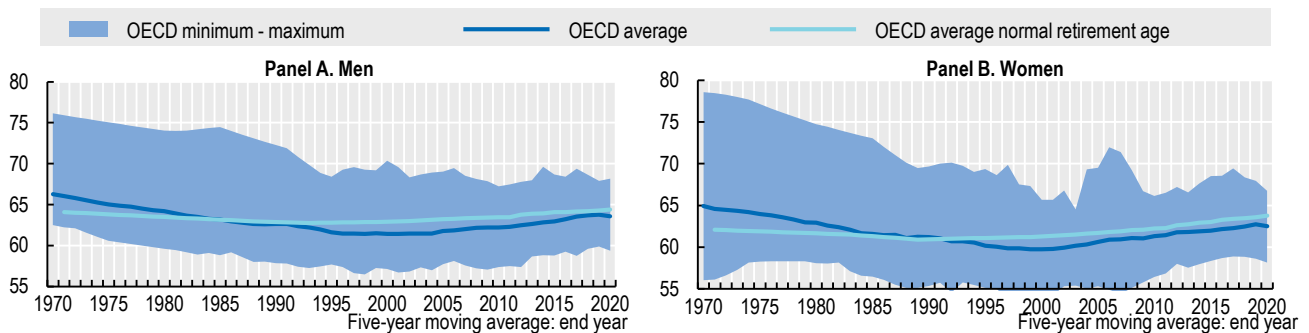 OECD minimum - maximum OECD average OECD average normal retirement age
Panel A. Men
80
75
70
65
60
55
1970 1975 1980 1985 1990 1995 2000 2005 2010 2015 2020
Five-year moving average: end year
Panel B. Women
80
75
70
65
60
55
1970 1975 1980 1985 1990 1995 2000 2005 2010 2015 2020
Five-year moving average: end year